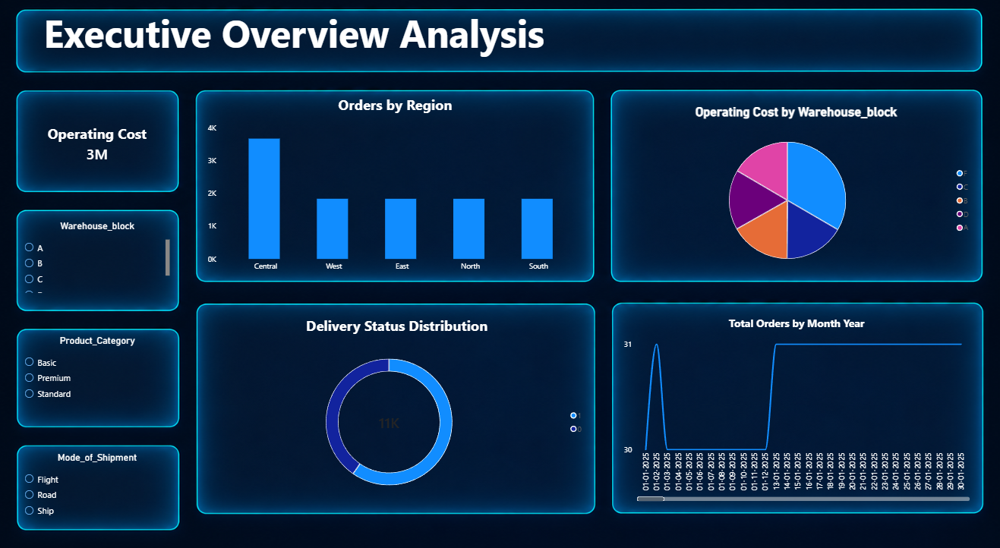 Executive Overview Analysis
Operating Cost
3M
Warehouse_block
A
B
C
Product_Category
Basic
Premium
Standard
Mode_of_Shipment
Flight
Road
Ship
Orders by Region
4K
3K
2K
1K
0K
Central
West
East
North
South
Operating Cost by Warehouse_block
F
C
B
D
A
Delivery Status Distribution
11K
1
0
Total Orders by Month Year
31
30
01-01-2025
01-02-2025
01-03-2025
01-04-2025
01-05-2025
01-06-2025
01-07-2025
01-08-2025
01-09-2025
01-10-2025
01-11-2025
01-12-2025
13-01-2025
14-01-2025
15-01-2025
16-01-2025
17-01-2025
18-01-2025
19-01-2025
20-01-2025
21-01-2025
22-01-2025
23-01-2025
24-01-2025
25-01-2025
26-01-2025
27-01-2025
28-01-2025
29-01-2025
30-01-2025